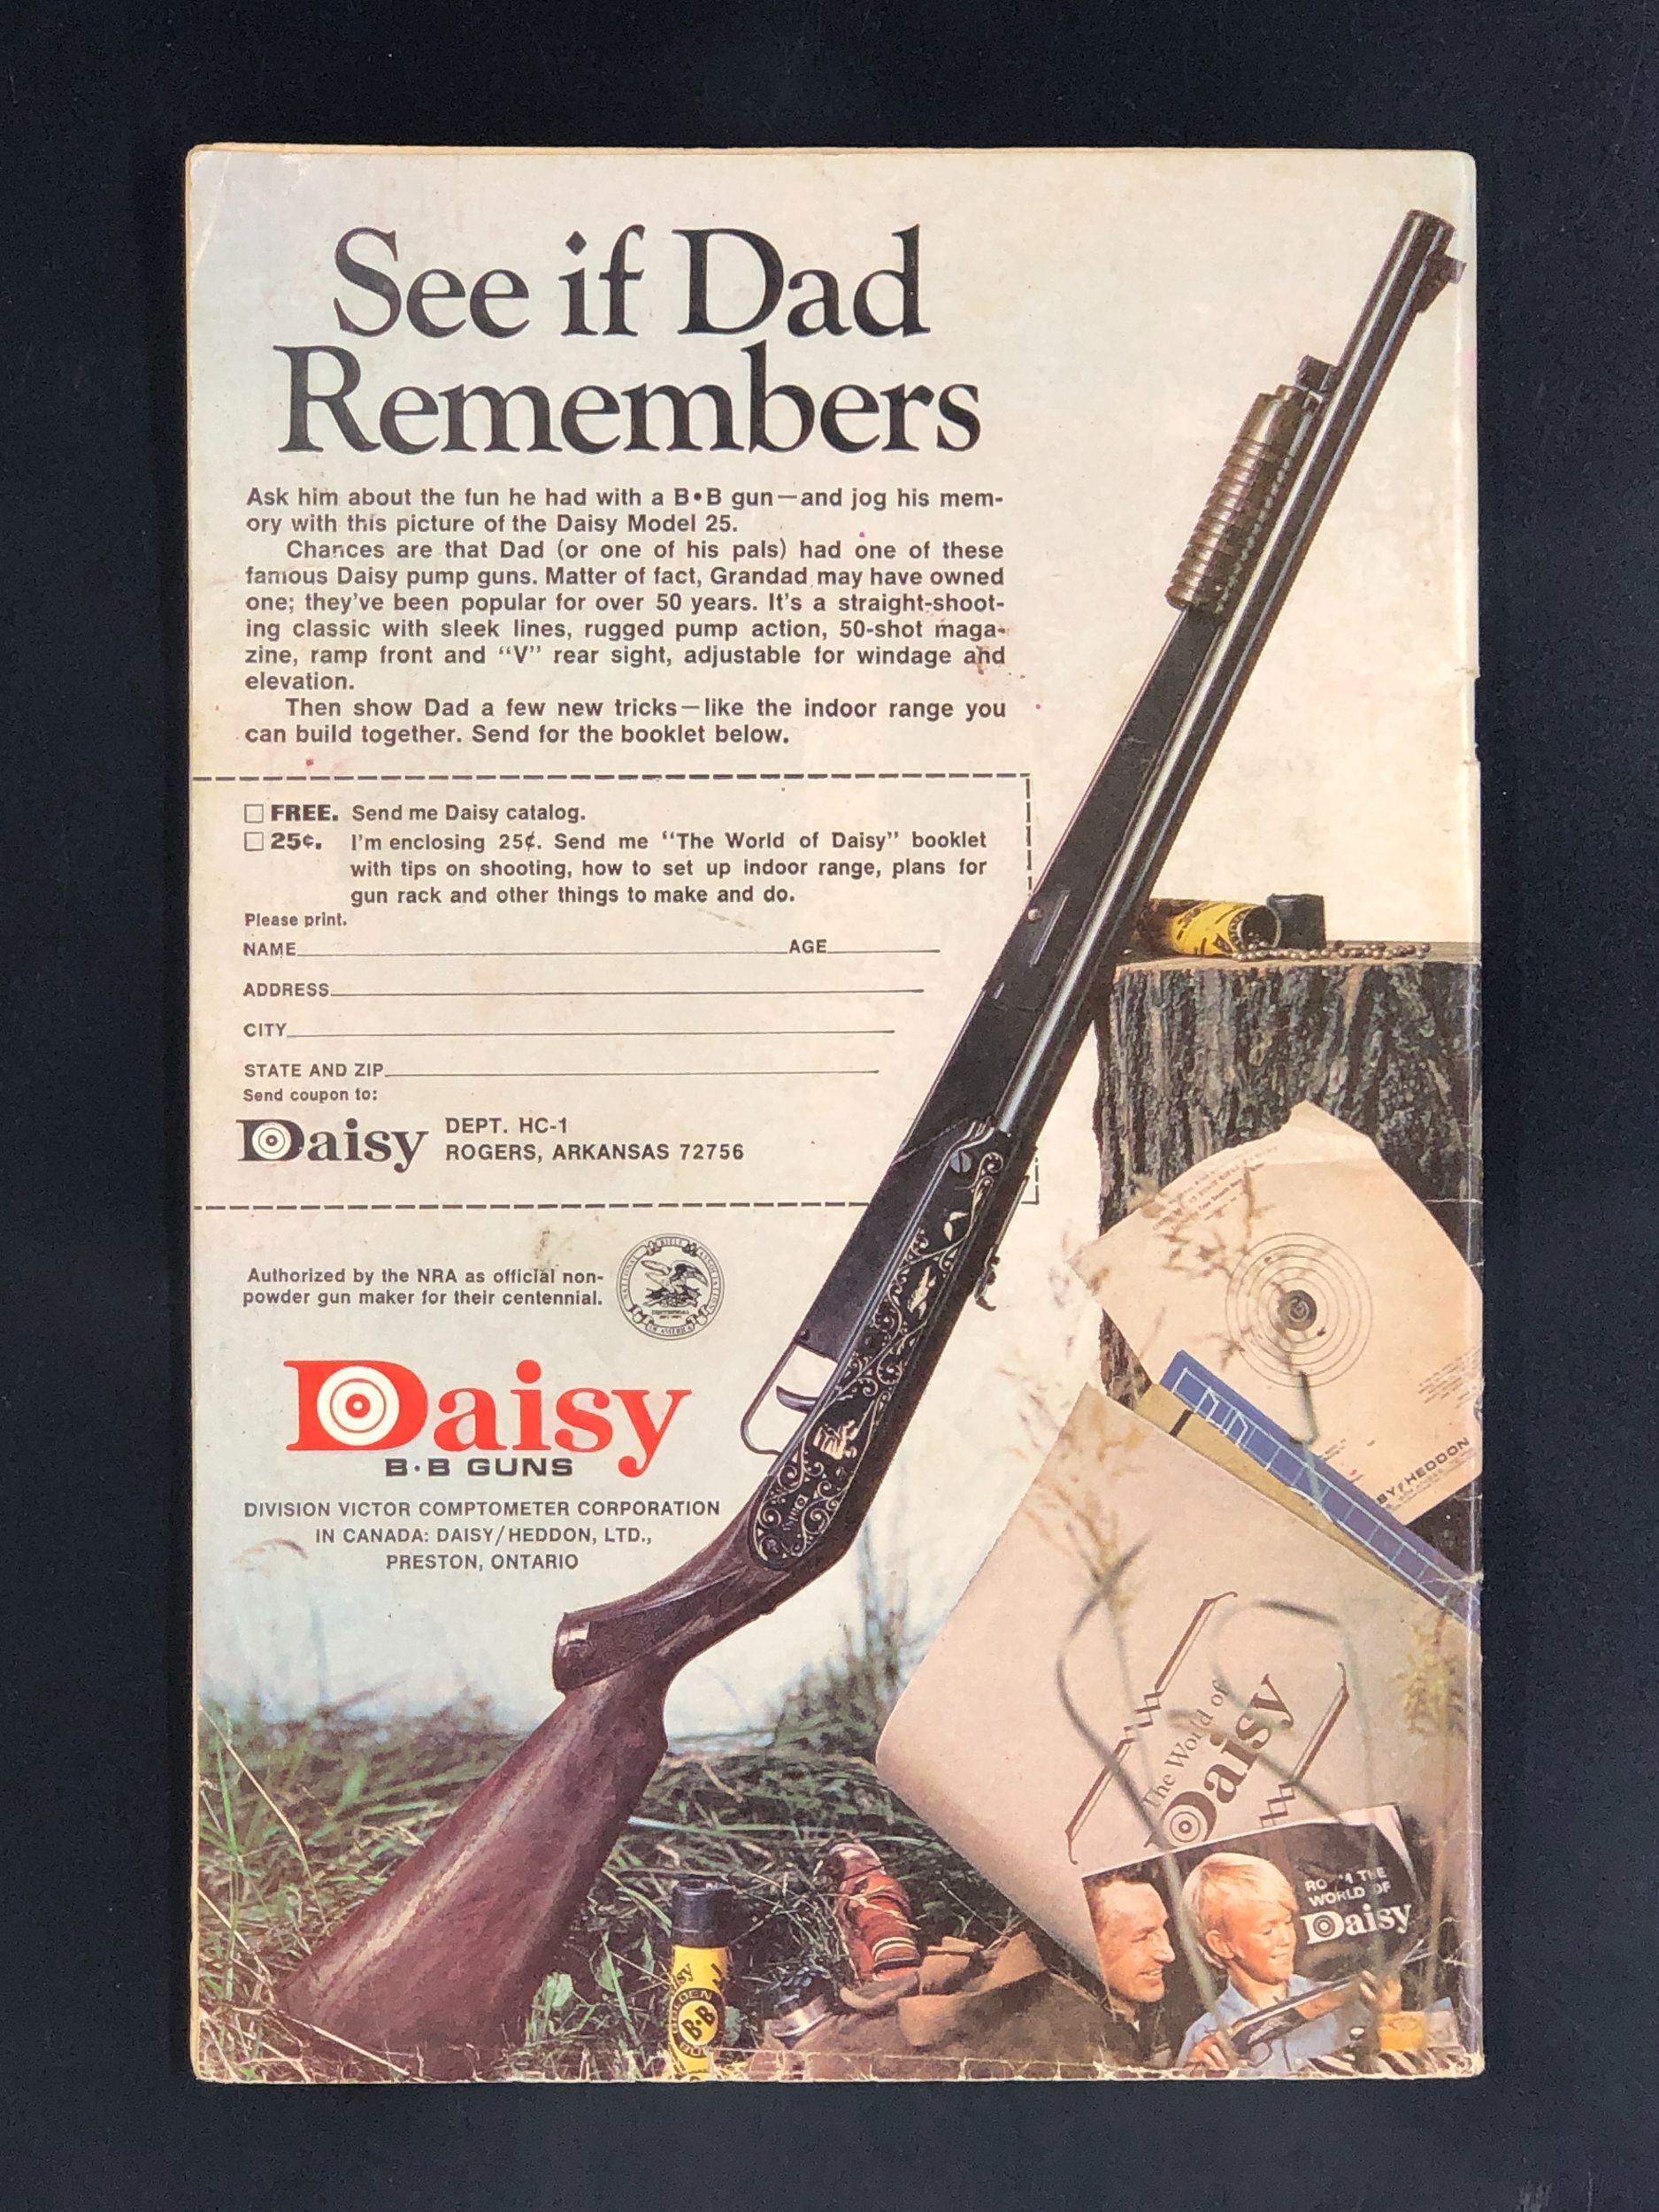 See if Dad
Remembers
Ask him about the fun he had with a B•B gun—and jog his mem-
ory with this picture of the Daisy Model 25.
Chances are that Dad (or one of his pals) had one of these
famous Daisy pump guns. Matter of fact, Grandad may have owned
one; they've been popular for over 50 years. It's a straight-shoot-
ing classic with sleek lines, rugged pump action, 50-shot maga-
zine, ramp front and “V” rear sight, adjustable for windage and
elevation.
Then show Dad a few new tricks—like the indoor range you
can build together. Send for the booklet below.
FREE. Send me Daisy catalog.
25¢. I'm enclosing 25¢. Send me “The World of Daisy” booklet
with tips on shooting, how to set up indoor range, plans for
gun rack and other things to make and do.
Please print.
NAME AGE
ADDRESS
CITY
STATE AND ZIP
Send coupon to:
Daisy DEPT. HC-1
ROGERS, ARKANSAS 72756
Authorized by the NRA as official non-
powder gun maker for their centennial.
NATIONAL RIFLE ASSOCIATION
OF AMERICA
CENTENNIAL
Daisy
B·B GUNS
DIVISION VICTOR COMPTOMETER CORPORATION
IN CANADA: DAISY/HEDDON, LTD.,
PRESTON, ONTARIO
Daisy
HEDDON
The World of
Daisy
THE
WORLD OF
Daisy
GOLDEN
B·B